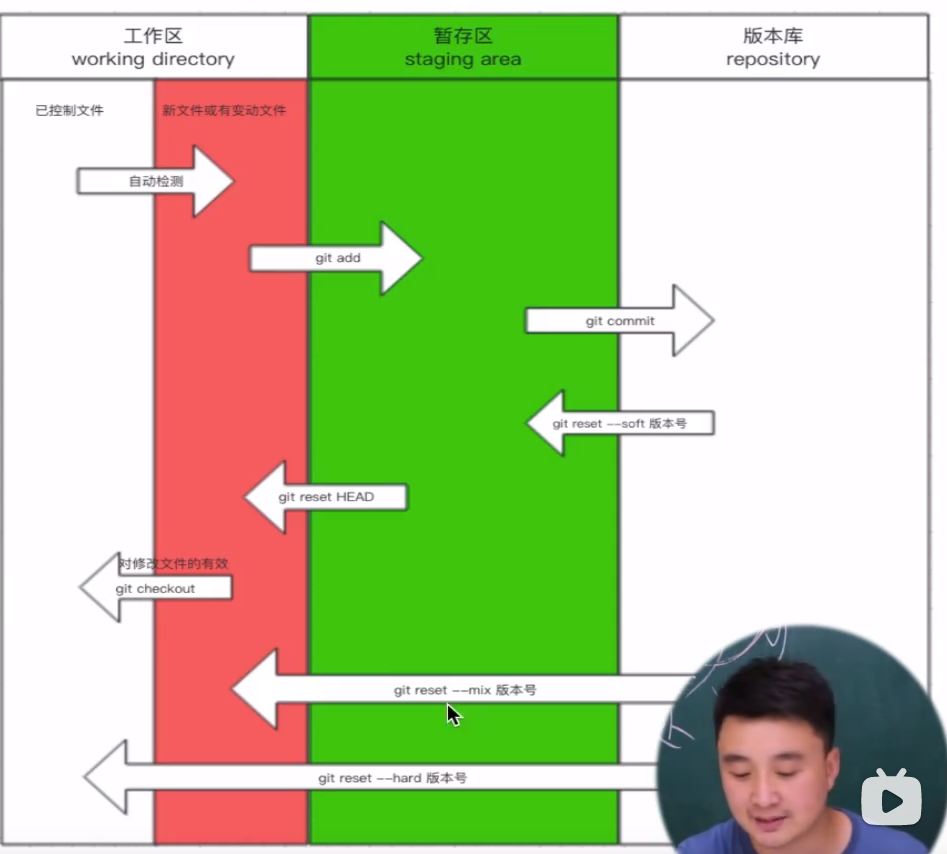 工作区
working directory
暂存区
staging area
版本库
repository
已控制文件
新文件或有变动文件
自动检测
git add
git commit
git reset --soft 版本号
git reset HEAD
对修改文件的有效
git checkout
git reset --mix 版本号
git reset --hard 版本号